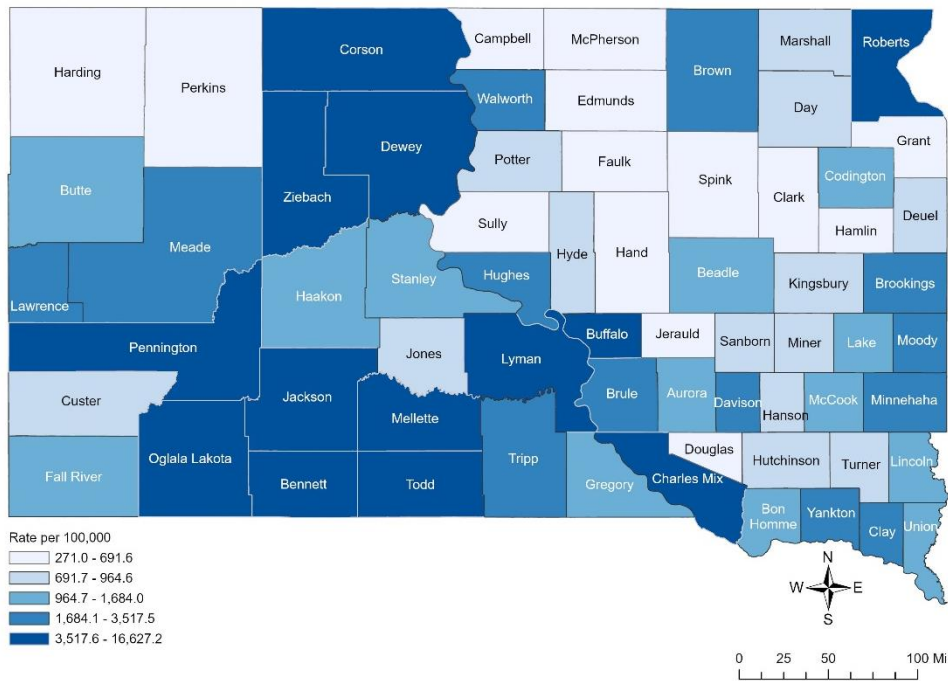 Harding
Perkins
Corson
Campbell
McPherson
Brown
Marshall
Roberts
Walworth
Edmunds
Day
Grant
Butte
Ziebach
Dewey
Potter
Faulk
Spink
Clark
Codington
Deuel
Hamlin
Meade
Sully
Hyde
Hand
Beadle
Kingsbury
Brookings
Lawrence
Haakon
Stanley
Hughes
Pennington
Jones
Lyman
Buffalo
Jerauld
Sanborn
Miner
Lake
Moody
Custer
Jackson
Mellette
Brule
Aurora
Davison
Hanson
McCook
Minnehaha
Fall River
Oglala Lakota
Bennett
Todd
Tripp
Gregory
Charles Mix
Douglas
Hutchinson
Turner
Lincoln
Bon
Homme
Yankton
Clay
Union
Rate per 100,000
271.0 - 691.6
691.7 - 964.6
964.7 - 1,684.0
1,684.1 - 3,517.5
3,517.6 - 16,627.2
N
W E
S
0 25 50 100 Mi